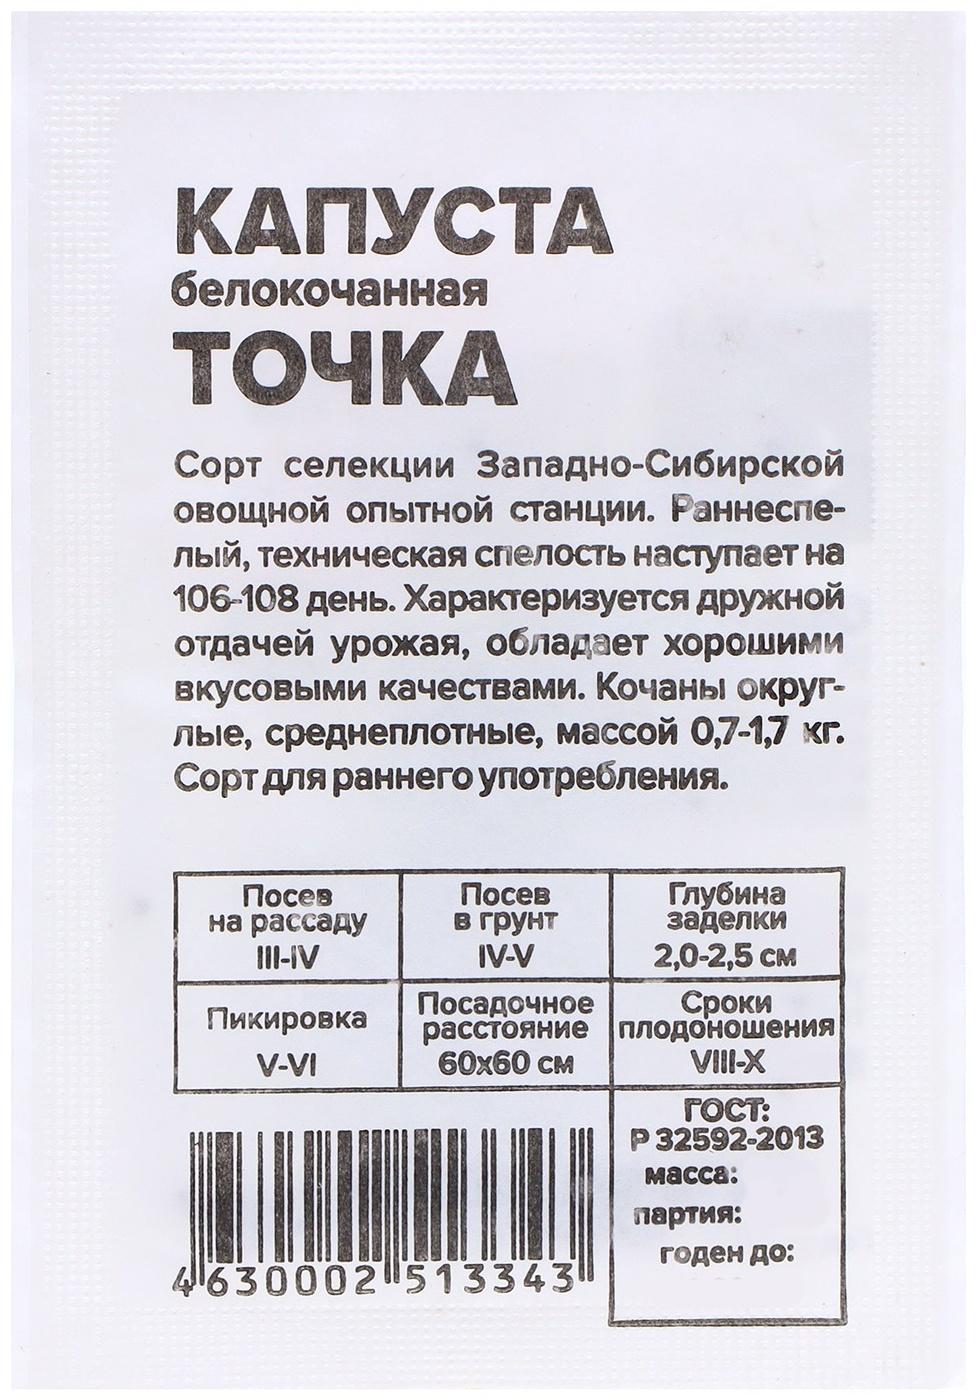 КАПУСТА
белокочанная
ТОЧКА
Сорт селекции Западно-Сибирской
овощной опытной станции. Раннеспе-
лый, техническая спелость наступает на
106-108 день. Характеризуется дружной
отдачей урожая, обладает хорошими
вкусовыми качествами. Кочаны округ-
лые, среднеплотные, массой 0,7-1,7 кг.
Сорт для раннего употребления.
Посев
на рассаду
III-IV
Посев
в грунт
IV-V
Глубина
заделки
2,0-2,5 см
Пикировка
V-VI
Посадочное
расстояние
60х60 см
Сроки
плодоношения
VIII-X
ГОСТ:
Р 32592-2013
масса:
партия:
годен до:
4 630002 513343